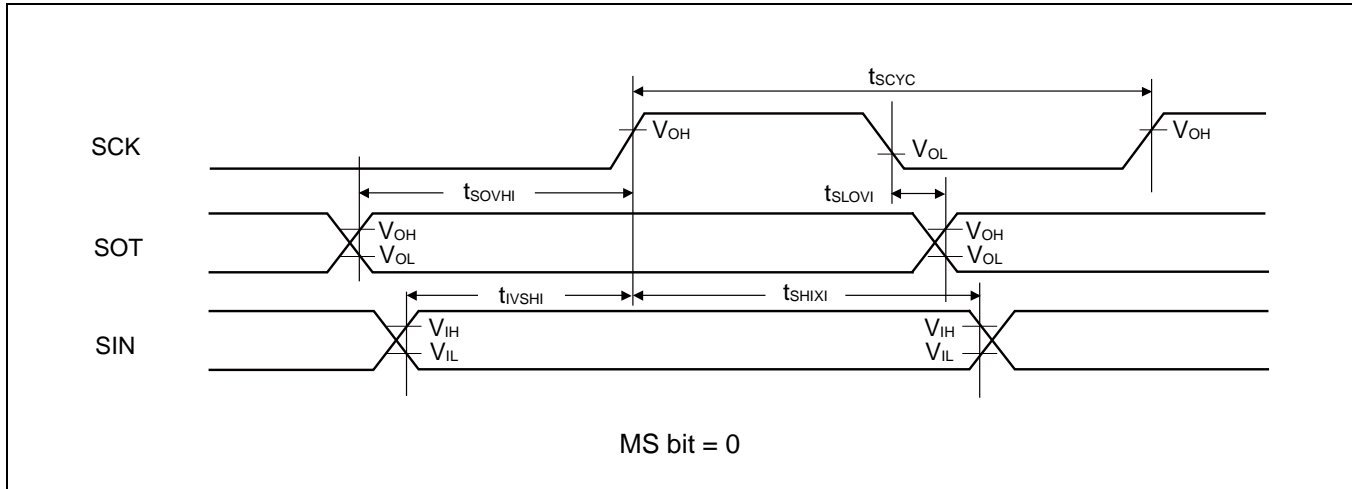 tSCYC
SCK
VOH
VOL
VOH
tSOVHI
tSLOVI
SOT
VOH
VOL
VOH
VOL
tIVSHI
tSHIXI
SIN
VIH
VIL
VIH
VIL
MS bit = 0